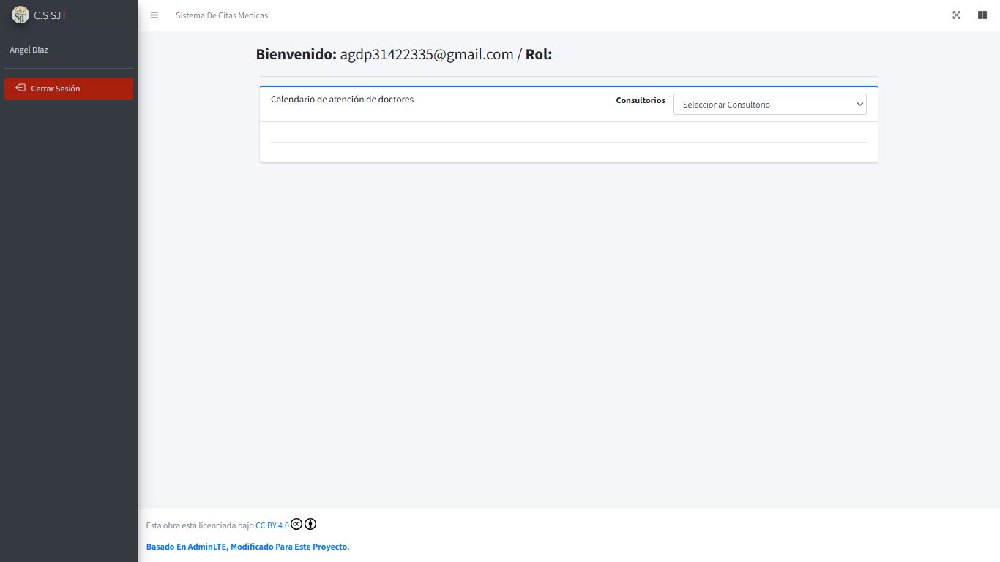 C.S SJT
Sistema De Citas Medicas
Angel Diaz
Cerrar Sesión
Bienvenido: agdp31422335@gmail.com / Rol:
Calendario de atención de doctores
Consultorios
Seleccionar Consultorio
Esta obra está licenciada bajo CC BY 4.0
Basado En AdminLTE, Modificado Para Este Proyecto.